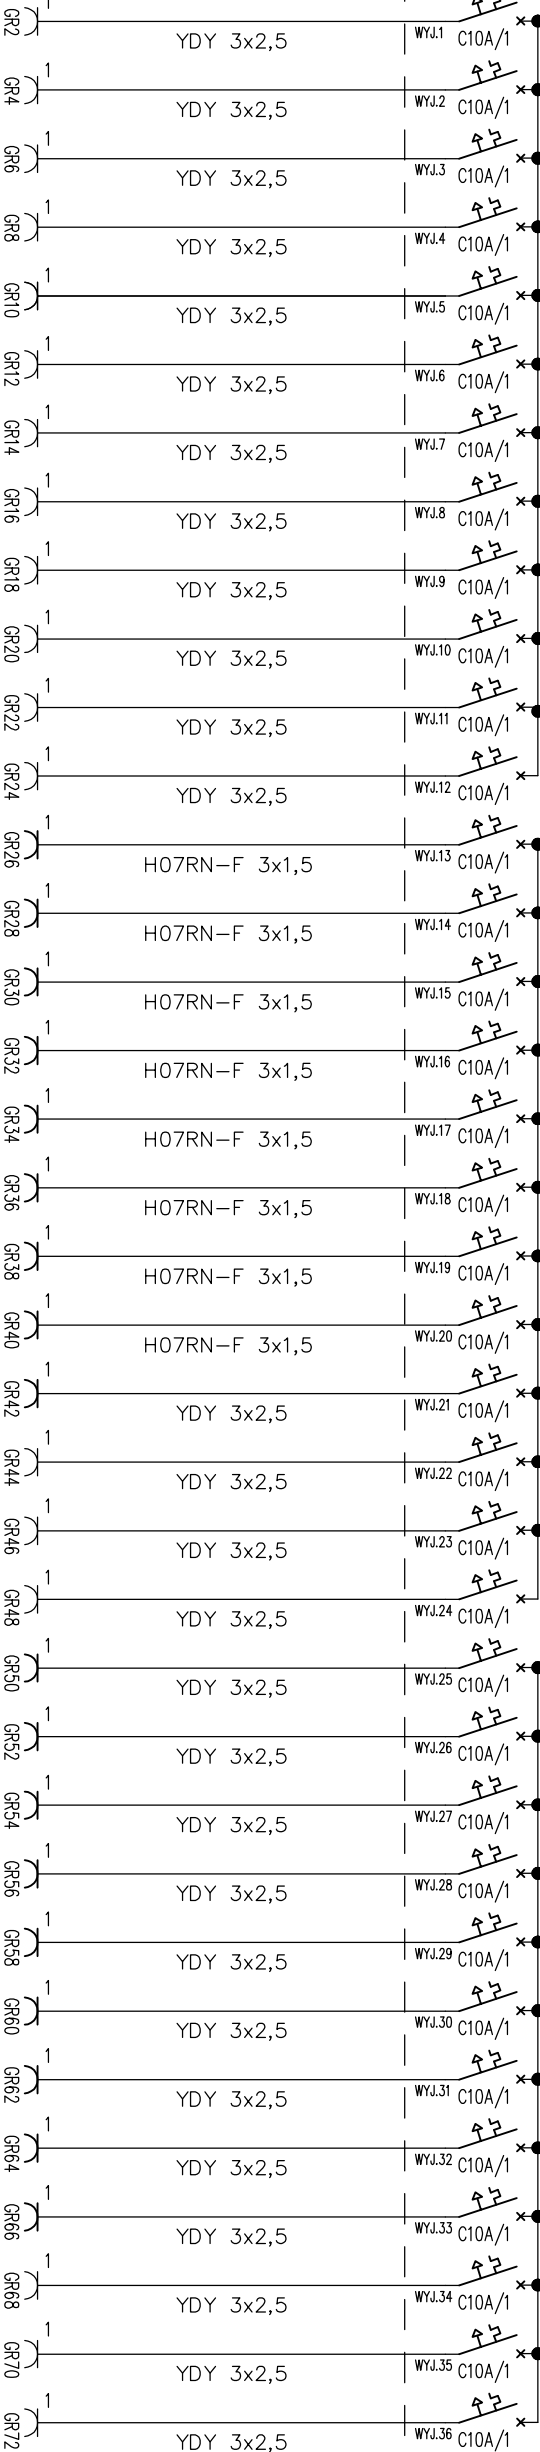 GR2 1 YDY 3x2,5 WYJ.1 C10A/1
GR4 1 YDY 3x2,5 WYJ.2 C10A/1
GR6 1 YDY 3x2,5 WYJ.3 C10A/1
GR8 1 YDY 3x2,5 WYJ.4 C10A/1
GR10 1 YDY 3x2,5 WYJ.5 C10A/1
GR12 1 YDY 3x2,5 WYJ.6 C10A/1
GR14 1 YDY 3x2,5 WYJ.7 C10A/1
GR16 1 YDY 3x2,5 WYJ.8 C10A/1
GR18 1 YDY 3x2,5 WYJ.9 C10A/1
GR20 1 YDY 3x2,5 WYJ.10 C10A/1
GR22 1 YDY 3x2,5 WYJ.11 C10A/1
GR24 1 YDY 3x2,5 WYJ.12 C10A/1
GR26 1 H07RN-F 3x1,5 WYJ.13 C10A/1
GR28 1 H07RN-F 3x1,5 WYJ.14 C10A/1
GR30 1 H07RN-F 3x1,5 WYJ.15 C10A/1
GR32 1 H07RN-F 3x1,5 WYJ.16 C10A/1
GR34 1 H07RN-F 3x1,5 WYJ.17 C10A/1
GR36 1 H07RN-F 3x1,5 WYJ.18 C10A/1
GR38 1 H07RN-F 3x1,5 WYJ.19 C10A/1
GR40 1 H07RN-F 3x1,5 WYJ.20 C10A/1
GR42 1 YDY 3x2,5 WYJ.21 C10A/1
GR44 1 YDY 3x2,5 WYJ.22 C10A/1
GR46 1 YDY 3x2,5 WYJ.23 C10A/1
GR48 1 YDY 3x2,5 WYJ.24 C10A/1
GR50 1 YDY 3x2,5 WYJ.25 C10A/1
GR52 1 YDY 3x2,5 WYJ.26 C10A/1
GR54 1 YDY 3x2,5 WYJ.27 C10A/1
GR56 1 YDY 3x2,5 WYJ.28 C10A/1
GR58 1 YDY 3x2,5 WYJ.29 C10A/1
GR60 1 YDY 3x2,5 WYJ.30 C10A/1
GR62 1 YDY 3x2,5 WYJ.31 C10A/1
GR64 1 YDY 3x2,5 WYJ.32 C10A/1
GR66 1 YDY 3x2,5 WYJ.33 C10A/1
GR68 1 YDY 3x2,5 WYJ.34 C10A/1
GR70 1 YDY 3x2,5 WYJ.35 C10A/1
GR72 1 YDY 3x2,5 WYJ.36 C10A/1